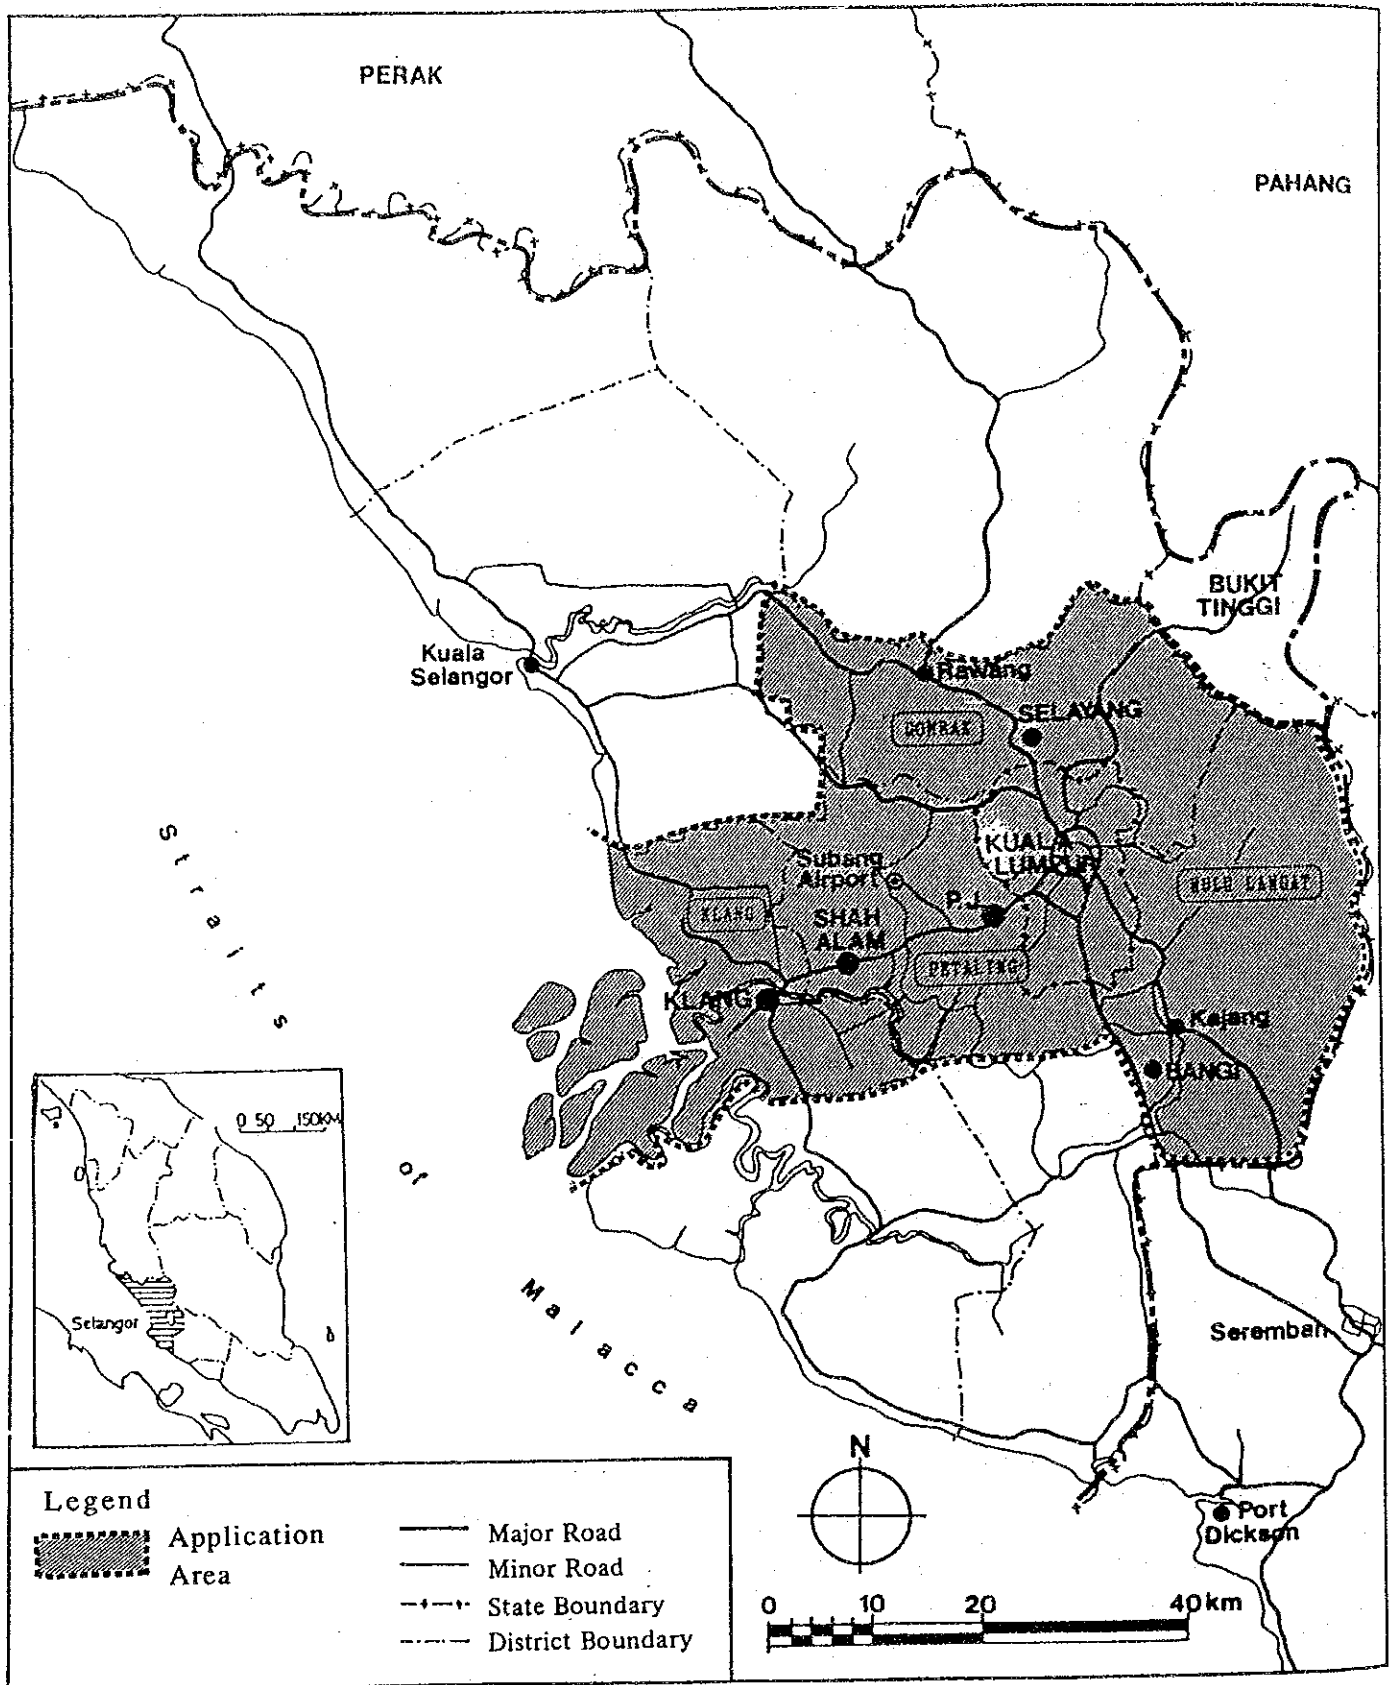 PERAK
PAHANG
BUKIT
TINGGI
Kuala
Selangor
Rawang
SELAYANG
GOMBAK
KUALA
LUMPUR
Subang
Airport
HULU LANGAT
P.J.
KLANG
SHAH
ALAM
PETALING
KLANG
Kajang
BANGI
Straits
of
Malacca
0 50 150KM
Selangor
Seremban
N
Port
Dickson
Legend
Application
Area
Major Road
Minor Road
State Boundary
District Boundary
0 10 20 40km